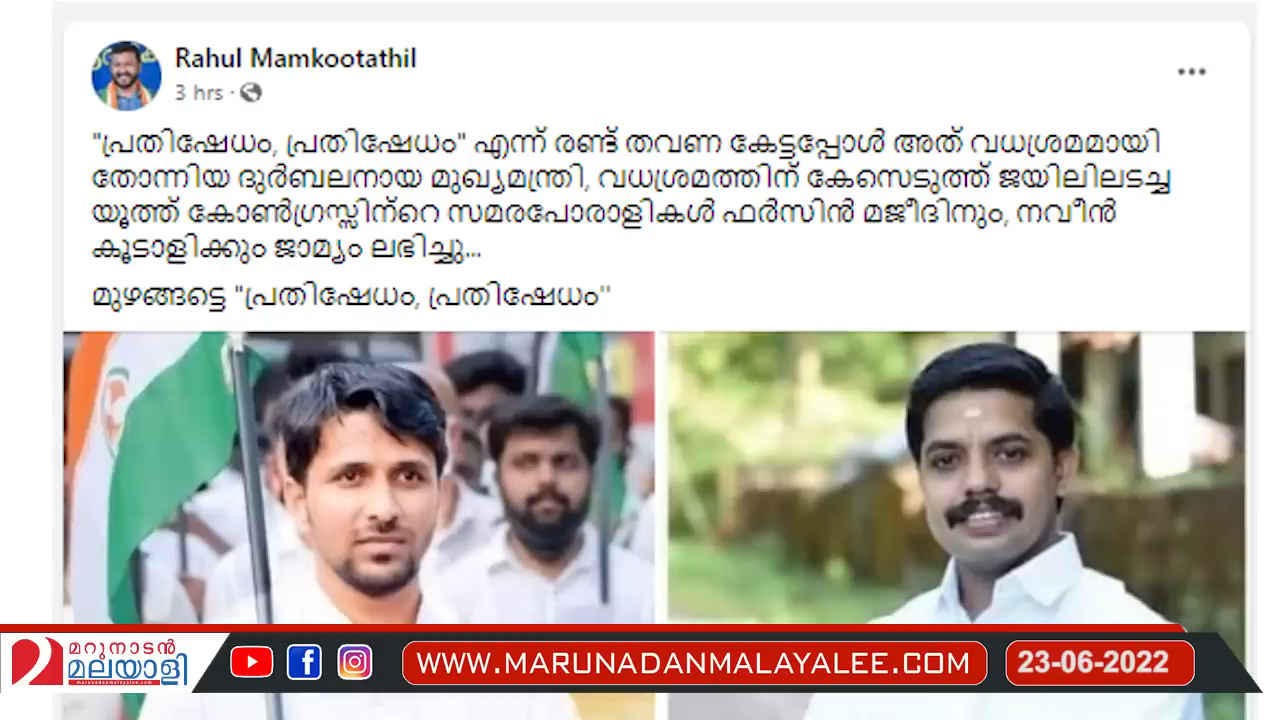 Rahul Mamkootathil
3 hrs ·
"പ്രതിഷേധം, പ്രതിഷേധം" എന്ന് രണ്ട് തവണ കേട്ടപ്പോൾ അത് വധശ്രമമായി
തോന്നിയ ദുർബലനായ മുഖ്യമന്ത്രി, വധശ്രമത്തിന് കേസെടുത്ത് ജയിലിലടച്ച
യൂത്ത് കോൺഗ്രസ്സിന്റെ സമരപോരാളികൾ ഫർസിൻ മജീദിനും, നവീൻ
കൂടാളിക്കും ജാമ്യം ലഭിച്ചു...
മുഴങ്ങട്ടെ "പ്രതിഷേധം, പ്രതിഷേധം"
മറുനാടൻ
മലയാളി
marunadanmalayalee.com
WWW.MARUNADANMALAYALEE.COM
23-06-2022